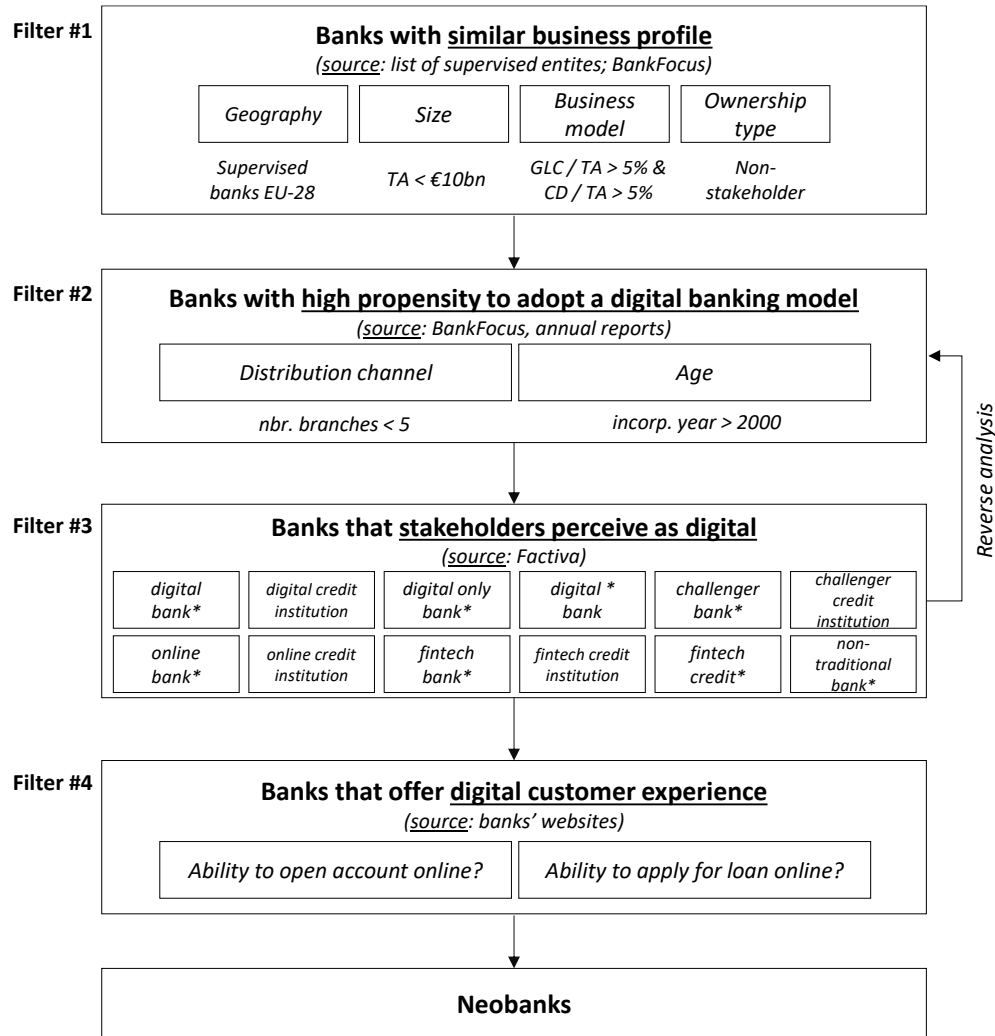 Filter #1
Banks with similar business profile
(source: list of supervised entites; BankFocus)
Geography
Size
Business
model
Ownership
type
Supervised
banks EU-28
TA < €10bn
GLC / TA > 5% &
CD / TA > 5%
Non-
stakeholder
Filter #2
Banks with high propensity to adopt a digital banking model
(source: BankFocus, annual reports)
Distribution channel
Age
nbr. branches < 5
incorp. year > 2000
Reverse analysis
Filter #3
Banks that stakeholders perceive as digital
(source: Factiva)
digital
bank*
digital credit
institution
digital only
bank*
digital *
bank
challenger
bank*
challenger
credit
institution
online
bank*
online credit
institution
fintech
bank*
fintech credit
institution
fintech
credit*
non-
traditional
bank*
Filter #4
Banks that offer digital customer experience
(source: banks’ websites)
Ability to open account online?
Ability to apply for loan online?
Neobanks